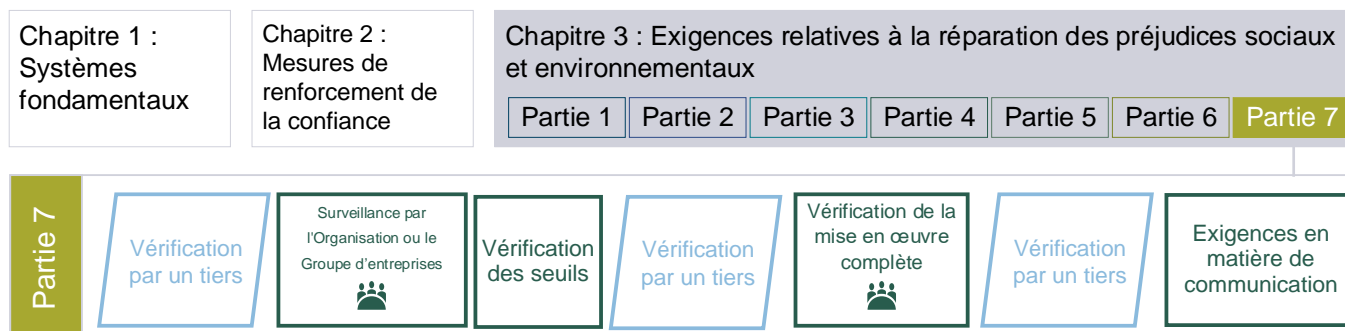 Chapitre 1 :
Systèmes
fondamentaux
Chapitre 2 :
Mesures de
renforcement de
la confiance
Chapitre 3 : Exigences relatives à la réparation des préjudices sociaux
et environnementaux
Partie 1
Partie 2
Partie 3
Partie 4
Partie 5
Partie 6
Partie 7
Partie 7
Vérification
par un tiers
Surveillance par
l'Organisation ou le
Groupe d'entreprises
Vérification
des seuils
Vérification
par un tiers
Vérification de la
mise en œuvre
complète
Vérification
par un tiers
Exigences en
matière de
communication